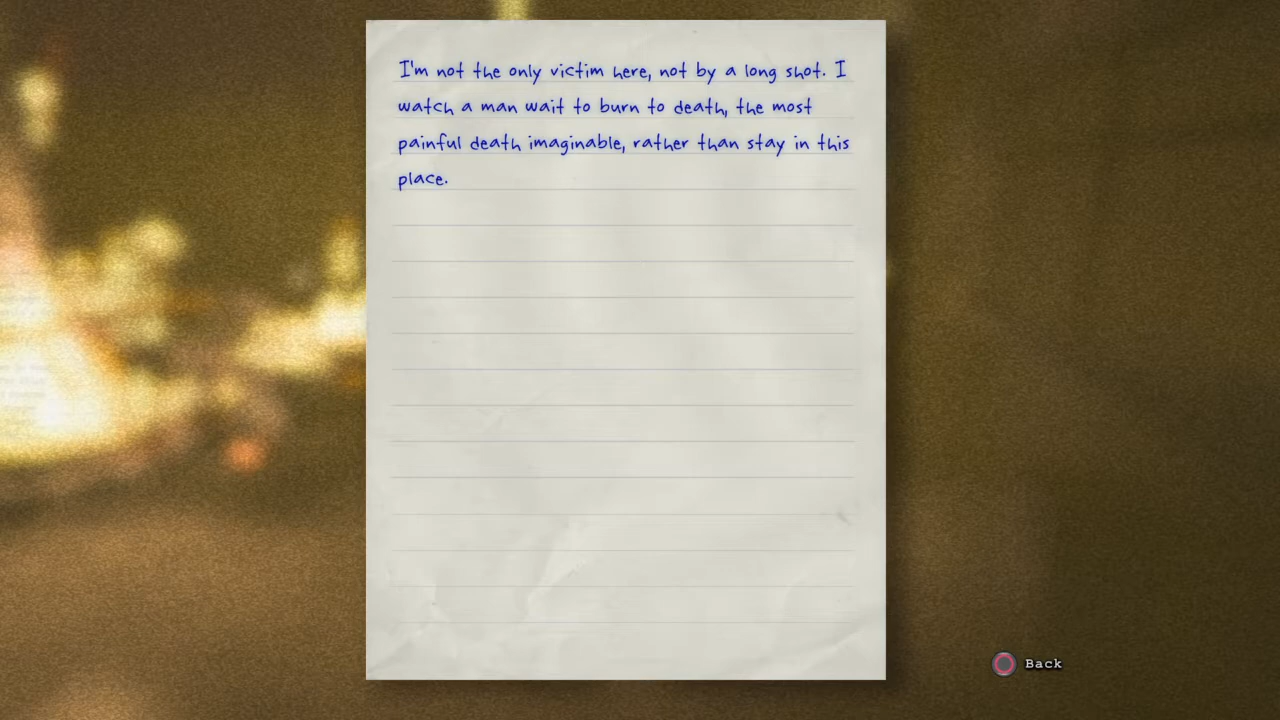 I'm not the only victim here, not by a long shot. I
watch a man wait to burn to death, the most
painful death imaginable, rather than stay in this
place.
Back